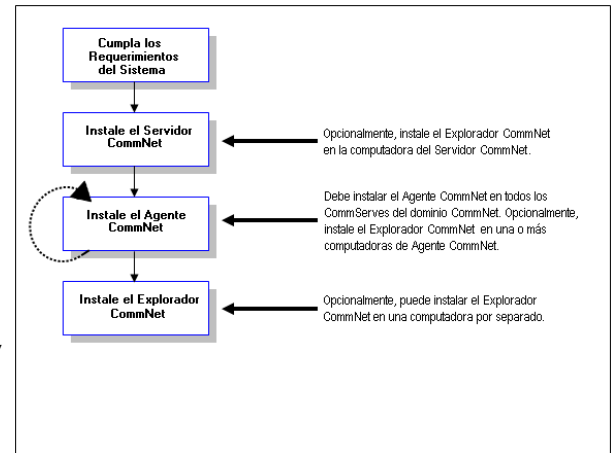 Cumpla los
Requerimientos
del Sistema
Instale el Servidor
CommNet
Opcionalmente, instale el Explorador CommNet
en la computadora del Servidor CommNet.
Instale el Agente
CommNet
Debe instalar el Agente CommNet en todos los
CommServes del dominio CommNet. Opcionalmente,
instale el Explorador CommNet en una o más
computadoras de Agente CommNet.
Instale el Explorador
CommNet
Opcionalmente, puede instalar el Explorador
CommNet en una computadora por separado.